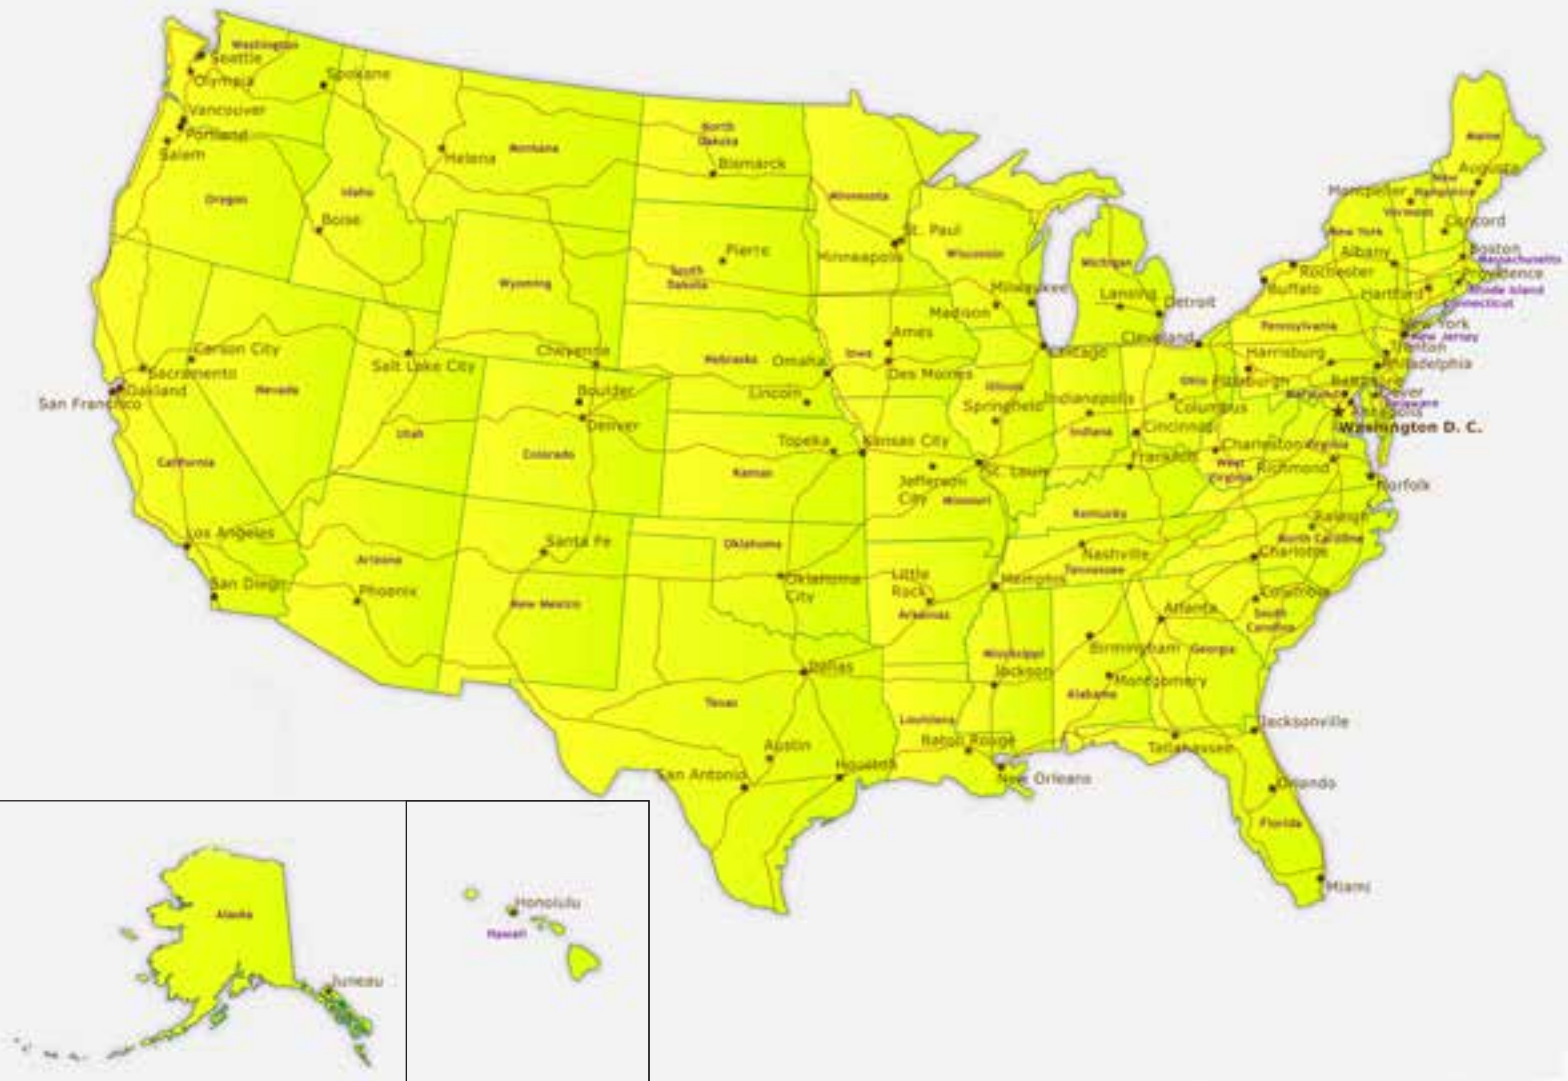 Washington
Seattle
Olympia
Spokane
Vancouver
Portland
Salem
Helena
Montana
North
Dakota
Bismarck
Oregon
Idaho
Boise
Minnesota
St. Paul
Minneapolis
Wisconsin
Michigan
Maine
Augusta
Montpelier
New
Hampshire
Vermont
Concord
New York
Albany
Boston
Massachusetts
Rochester
Providence
Buffalo
Hartford
Rhode Island
Connecticut
Wyoming
Pierre
South
Dakota
Milwaukee
Madison
Lansing
Detroit
Cleveland
Chicago
Pennsylvania
New York
New Jersey
Trenton
Philadelphia
Harrisburg
Pittsburgh
Carson City
Sacramento
Oakland
San Francisco
Nevada
Salt Lake City
Cheyenne
Nebraska
Omaha
Iowa
Ames
Des Moines
Boulder
Denver
Lincoln
Illinois
Springfield
Indianapolis
Ohio
Columbus
Dover
Delaware
Washington D. C.
California
Utah
Colorado
Topeka
Kansas City
Kansas
Indiana
Cincinnati
Charleston
Virginia
West
Virginia
Richmond
Norfolk
Jefferson
City
Missouri
St. Louis
Kentucky
Los Angeles
San Diego
Arizona
Phoenix
Santa Fe
New Mexico
Oklahoma
Oklahoma
City
Little
Rock
Arkansas
Memphis
Nashville
Tennessee
Raleigh
North Carolina
Charlotte
Columbia
South
Carolina
Atlanta
Birmingham
Georgia
Mississippi
Jackson
Montgomery
Alabama
Dallas
Texas
Louisiana
Baton Rouge
New Orleans
Tallahassee
Jacksonville
Austin
Houston
San Antonio
Orlando
Florida
Miami
Alaska
Juneau
Honolulu
Hawaii